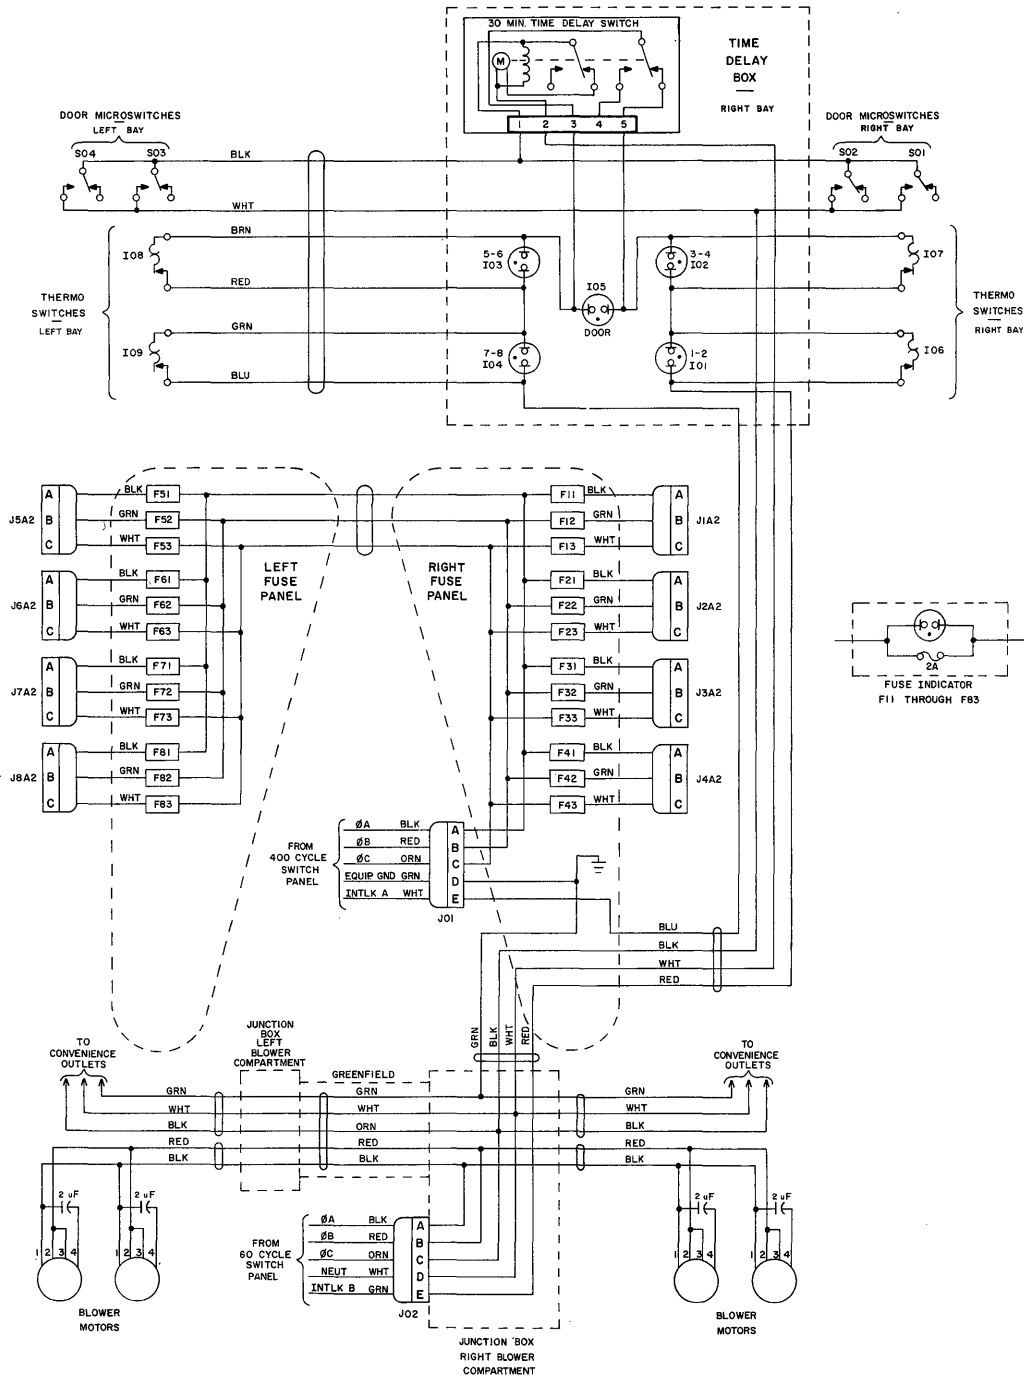 30 MIN. TIME DELAY SWITCH
TIME
DELAY
BOX
RIGHT BAY
M
1 2 3 4 5
DOOR MICROSWITCHES
LEFT BAY
S04 S03
DOOR MICROSWITCHES
RIGHT BAY
S02 S01
BLK
WHT
BRN
RED
GRN
BLU
I08
I09
THERMO
SWITCHES
LEFT BAY
5-6
I03
7-8
I04
I05
DOOR
3-4
I02
1-2
I01
I07
I06
THERMO
SWITCHES
RIGHT BAY
J5A2
A BLK F51
B GRN F52
C WHT F53
J6A2
A BLK F61
B GRN F62
C WHT F63
J7A2
A BLK F71
B GRN F72
C WHT F73
J8A2
A BLK F81
B GRN F82
C WHT F83
LEFT
FUSE
PANEL
RIGHT
FUSE
PANEL
F11 BLK A
F12 GRN B
F13 WHT C
J1A2
F21 BLK A
F22 GRN B
F23 WHT C
J2A2
F31 BLK A
F32 GRN B
F33 WHT C
J3A2
F41 BLK A
F42 GRN B
F43 WHT C
J4A2
2A
FUSE INDICATOR
F11 THROUGH F83
FROM
400 CYCLE
SWITCH
PANEL
ØA BLK A
ØB RED B
ØC ORN C
EQUIP GND GRN D
INTLK A WHT E
J01
BLU
BLK
WHT
RED
GRN
BLK
WHT
RED
TO
CONVENIENCE
OUTLETS
JUNCTION
BOX
LEFT
BLOWER
COMPARTMENT
GREENFIELD
TO
CONVENIENCE
OUTLETS
GRN GRN GRN
WHT WHT WHT
BLK ORN BLK
RED RED RED
BLK BLK BLK
2 uF 2 uF
1 2 3 4 1 2 3 4
BLOWER
MOTORS
FROM
60 CYCLE
SWITCH
PANEL
ØA BLK A
ØB RED B
ØC ORN C
NEUT WHT D
INTLK B GRN E
J02
2 uF 2 uF
1 2 3 4 1 2 3 4
BLOWER
MOTORS
JUNCTION BOX
RIGHT BLOWER
COMPARTMENT